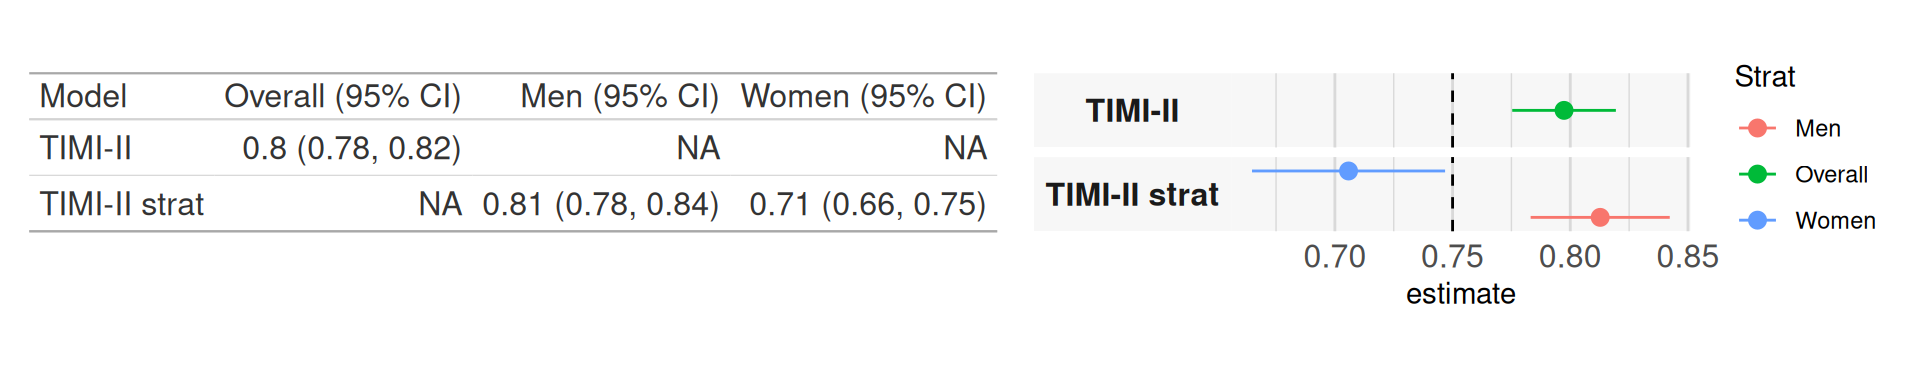 Model Overall (95% CI) Men (95% CI) Women (95% CI)
TIMI-II 0.8 (0.78, 0.82) NA NA
TIMI-II strat NA 0.81 (0.78, 0.84) 0.71 (0.66, 0.75)
TIMI-II
TIMI-II strat
0.70 0.75 0.80 0.85
estimate
Strat
Men
Overall
Women